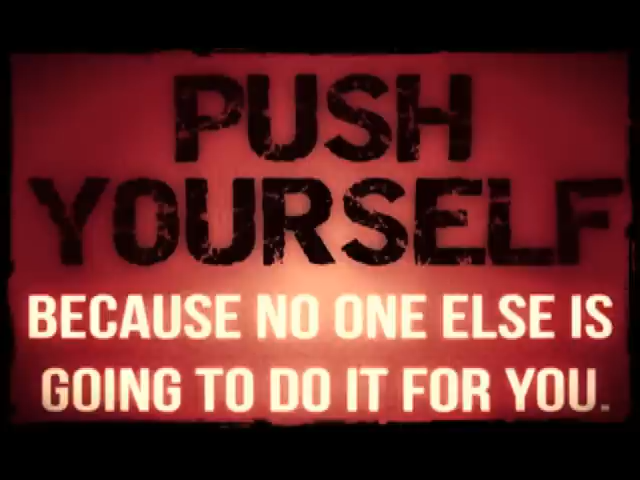 PUSH
YOURSELF
BECAUSE NO ONE ELSE IS
GOING TO DO IT FOR YOU.